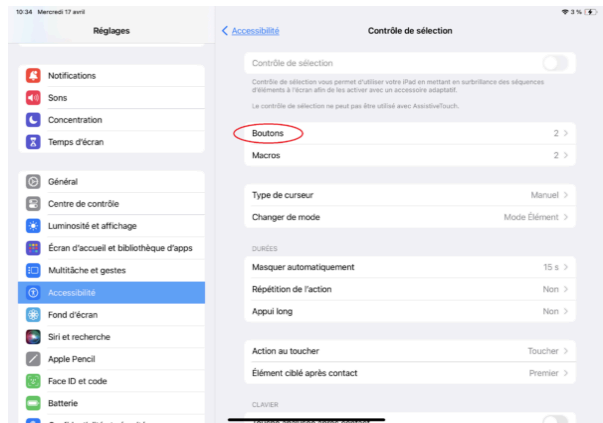 10:34 Mercredi 17 avril
3 %
Réglages
Accessibilité
Contrôle de sélection
Notifications
Sons
Concentration
Temps d'écran
Général
Centre de contrôle
Luminosité et affichage
Écran d'accueil et bibliothèque d'apps
Multitâche et gestes
Accessibilité
Fond d'écran
Siri et recherche
Apple Pencil
Face ID et code
Batterie
Contrôle de sélection
Contrôle de sélection vous permet d'utiliser votre iPad en mettant en surbrillance des séquences
d'éléments à l'écran afin de les activer avec un accessoire adaptatif.
Le contrôle de sélection ne peut pas être utilisé avec AssistiveTouch.
Boutons 2
Macros 2
Type de curseur Manuel
Changer de mode Mode Élément
DURÉES
Masquer automatiquement 15 s
Répétition de l'action Non
Appui long Non
Action au toucher Toucher
Élément ciblé après contact Premier
CLAVIER